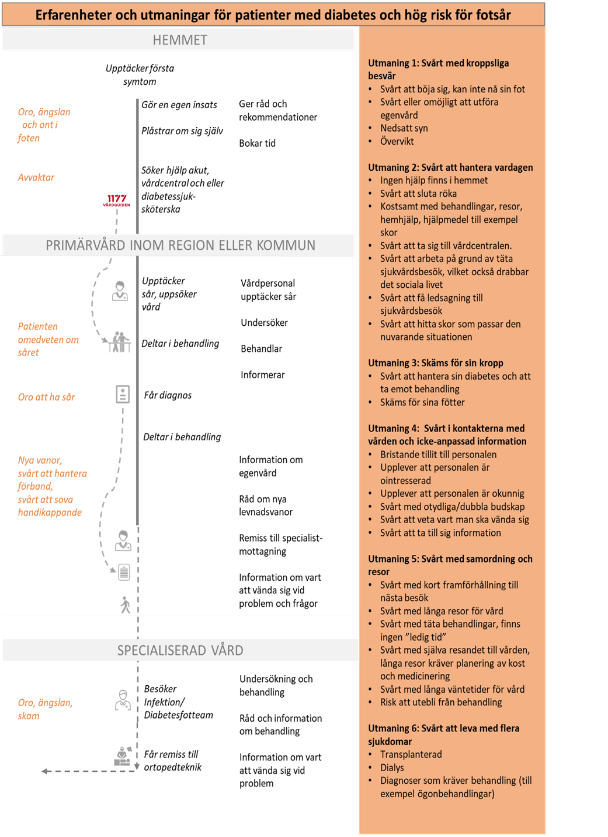 Erfarenheter och utmaningar för patienter med diabetes och hög risk för fotsår
HEMMET
Upptäcker första
symtom
Oro, ängslan
och ont i
foten
Gör en egen insats
Plåstrar om sig själv
Ger råd och
rekommendationer
Bokar tid
Avvaktar
Söker hjälp akut,
vårdcentral och eller
diabetessjuk-
sköterska
1177
VÅRDGUIDEN
PRIMÄRVÅRD INOM REGION ELLER KOMMUN
Upptäcker
sår, uppsöker
vård
Vårdpersonal
upptäcker sår
Undersöker
Patienten
omedveten om
såret
Deltar i behandling
Behandlar
Informerar
Oro att ha sår
Får diagnos
Deltar i behandling
Nya vanor,
svårt att hantera
förband,
svårt att sova
handikappande
Information om
egenvård
Råd om nya
levnadsvanor
Remiss till specialist-
mottagning
Information om vart
att vända sig vid
problem och frågor
SPECIALISERAD VÅRD
Oro, ängslan,
skam
Besöker
Infektion/
Diabetesfotteam
Undersökning och
behandling
Råd och information
om behandling
Får remiss till
ortopedteknik
Information om vart
att vända sig vid
problem
Utmaning 1: Svårt med kroppsliga
besvär
• Svårt att böja sig, kan inte nå sin fot
• Svårt eller omöjligt att utföra
egenvård
• Nedsatt syn
• Övervikt
Utmaning 2: Svårt att hantera vardagen
• Ingen hjälp finns i hemmet
• Svårt att sluta röka
• Kostsamt med behandlingar, resor,
hemhjälp, hjälpmedel till exempel
skor
• Svårt att ta sig till vårdcentralen.
• Svårt att arbeta på grund av täta
sjukvårdsbesök, vilket också drabbar
det sociala livet
• Svårt att få ledsagning till
sjukvårdsbesök
• Svårt att hitta skor som passar den
nuvarande situationen
Utmaning 3: Skäms för sin kropp
• Svårt att hantera sin diabetes och att
ta emot behandling
• Skäms för sina fötter
Utmaning 4: Svårt i kontakterna med
vården och icke-anpassad information
• Bristande tillit till personalen
• Upplever att personalen är
ointresserad
• Upplever att personalen är okunnig
• Svårt med otydliga/dubbla budskap
• Svårt att veta vart man ska vända sig
• Svårt att ta till sig information
Utmaning 5: Svårt med samordning och
resor
• Svårt med kort framförhållning till
nästa besök
• Svårt med långa resor för vård
• Svårt med täta behandlingar, finns
ingen ”ledig tid”
• Svårt med själva resandet till vården,
långa resor kräver planering av kost
och medicinering
• Svårt med långa väntetider för vård
• Risk att utebli från behandling
Utmaning 6: Svårt att leva med flera
sjukdomar
• Transplanterad
• Dialys
• Diagnoser som kräver behandling (till
exempel ögonbehandlingar)